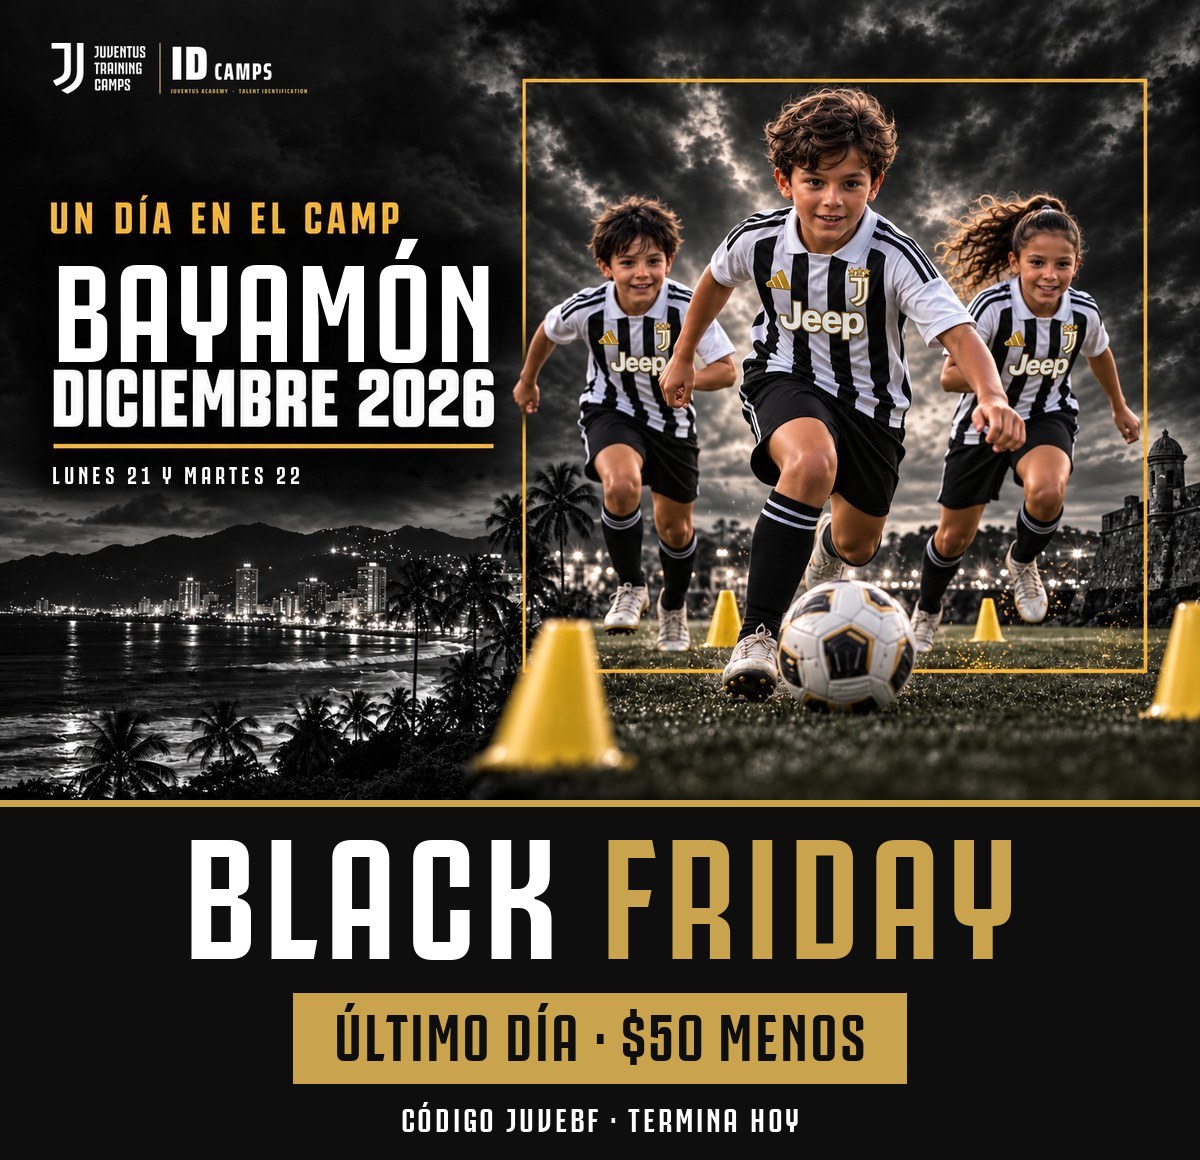 JUVENTUS
TRAINING
CAMPS
ID CAMPS
JUVENTUS ACADEMY · TALENT IDENTIFICATION
UN DÍA EN EL CAMP
BAYAMÓN
DICIEMBRE 2026
LUNES 21 Y MARTES 22
Jeep
Jeep
Jeep
BLACK FRIDAY
ÚLTIMO DÍA · $50 MENOS
CÓDIGO JUVEBF · TERMINA HOY